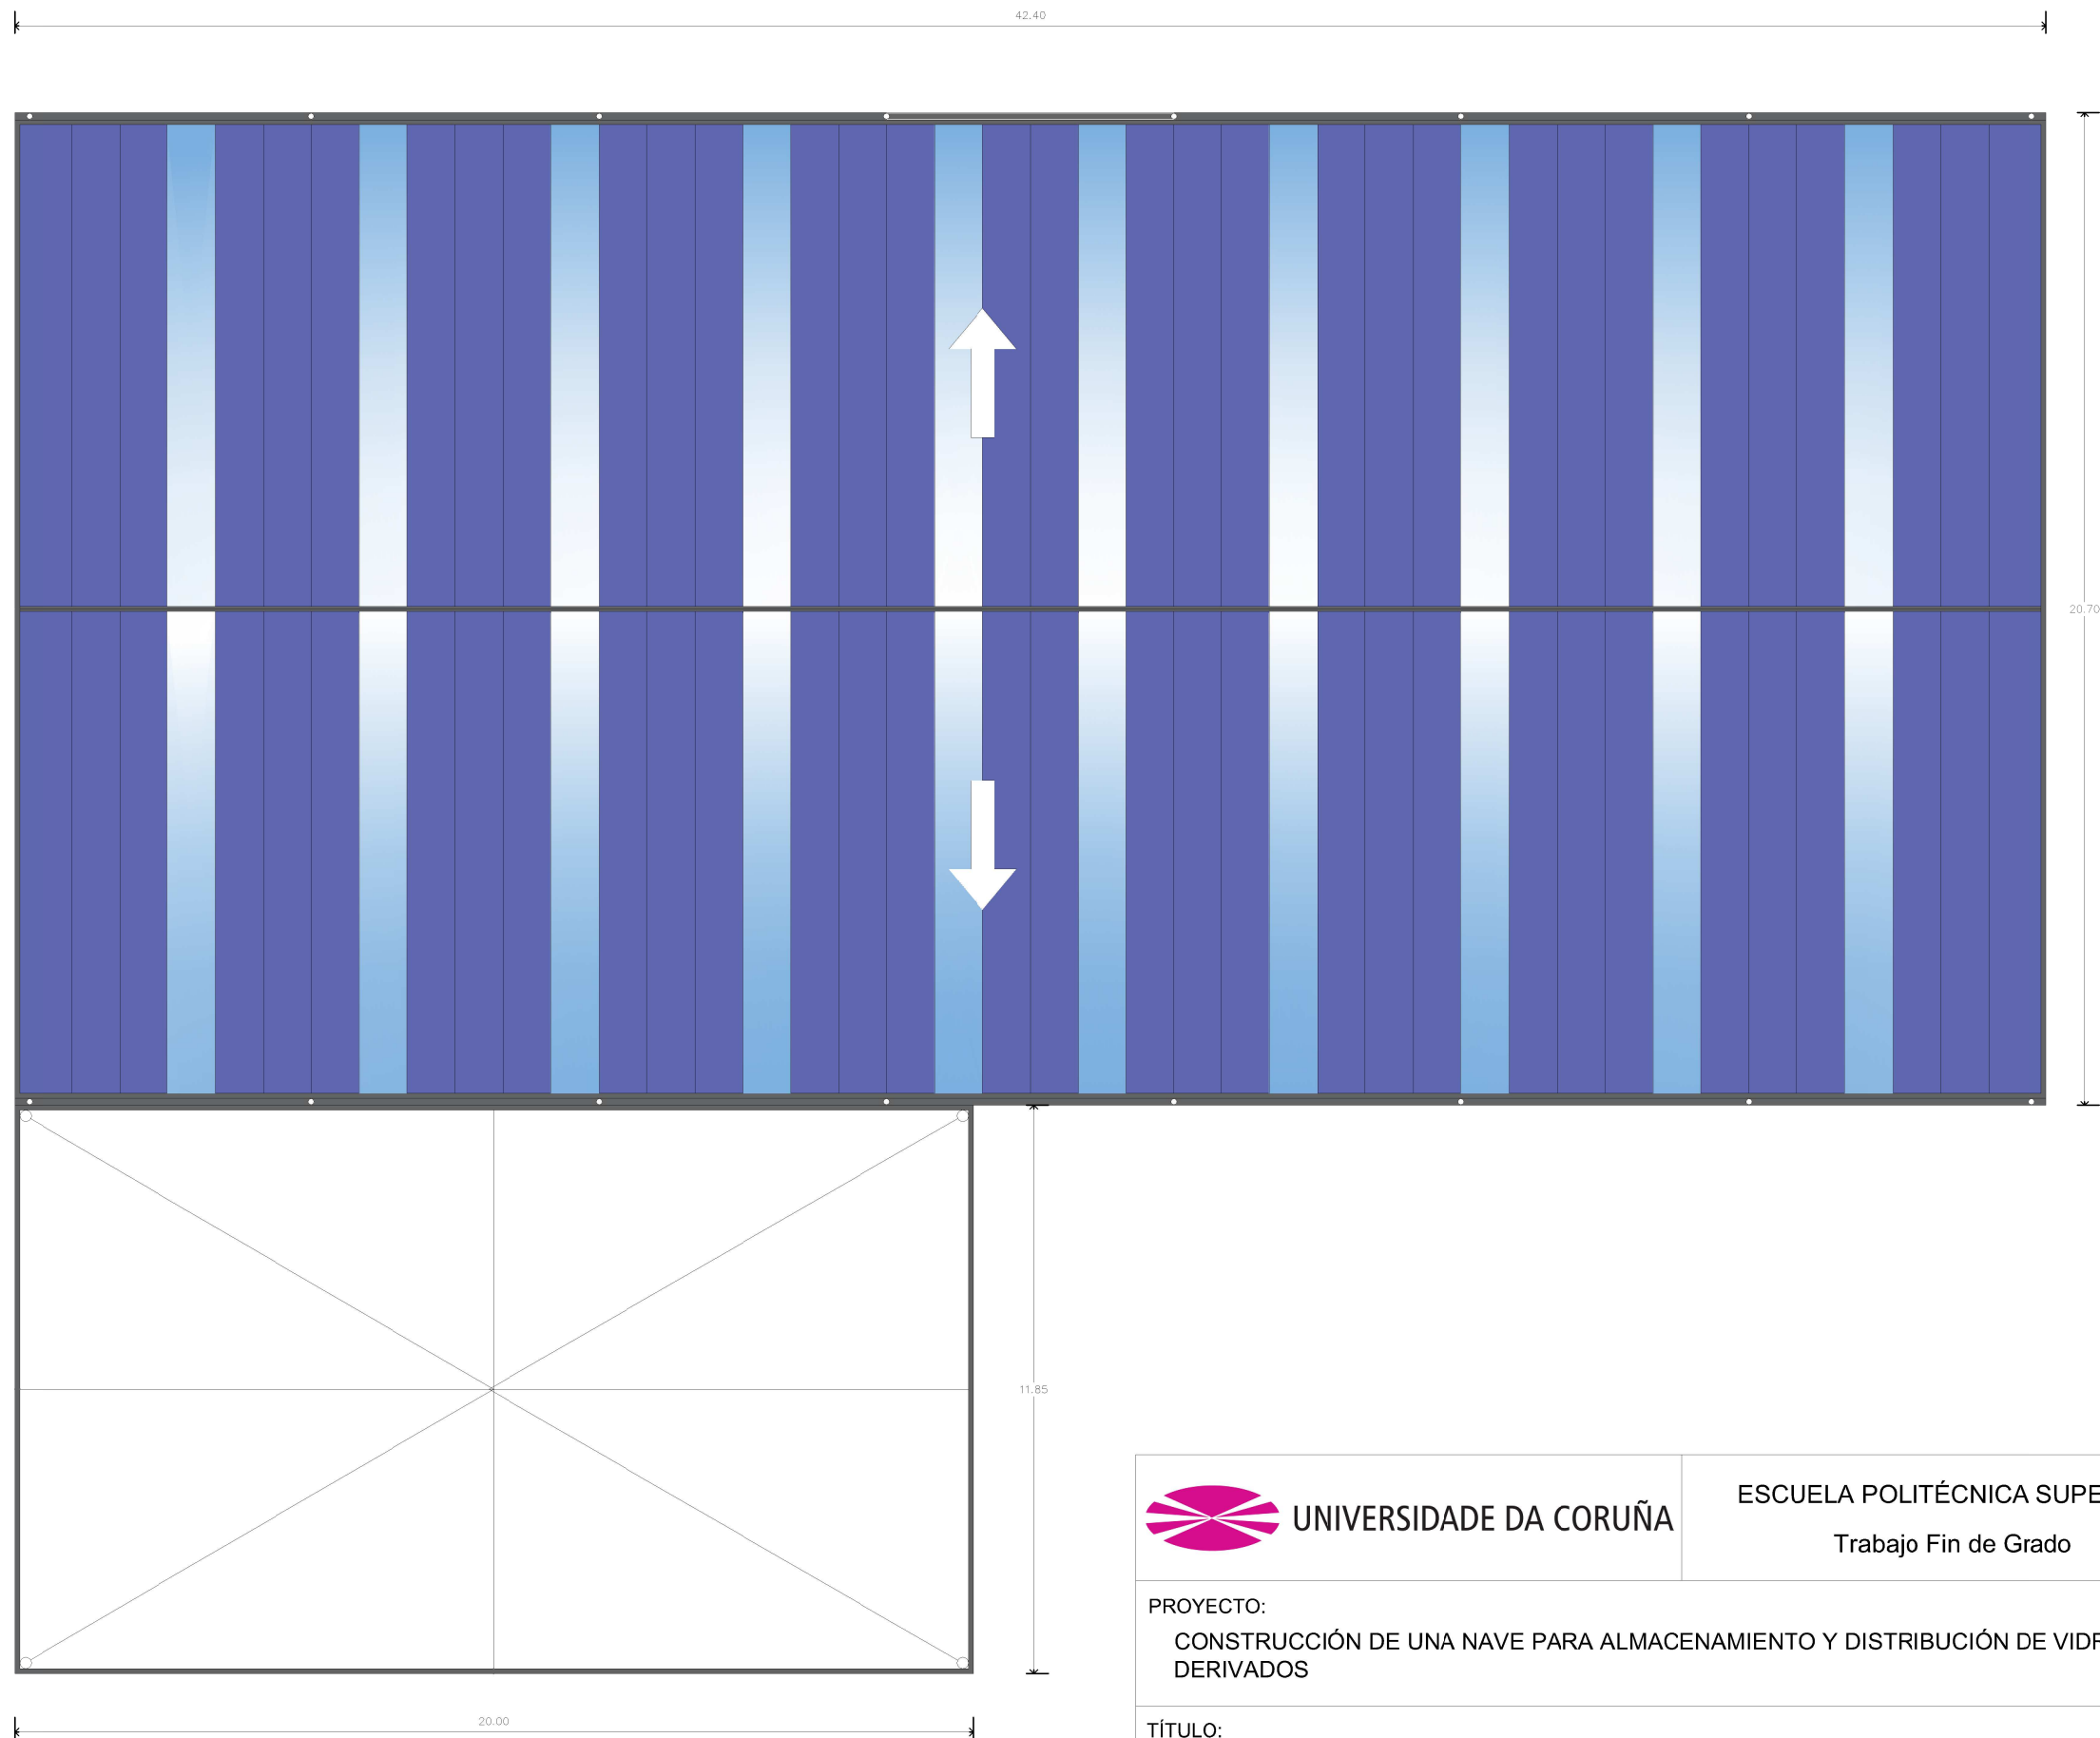 42.40
20.70
11.85
20.00
UNIVERSIDADE DA CORUÑA
ESCUELA POLITÉCNICA SUPE
Trabajo Fin de Grado
PROYECTO:
CONSTRUCCIÓN DE UNA NAVE PARA ALMACENAMIENTO Y DISTRIBUCIÓN DE VIDR
DERIVADOS
TÍTULO: